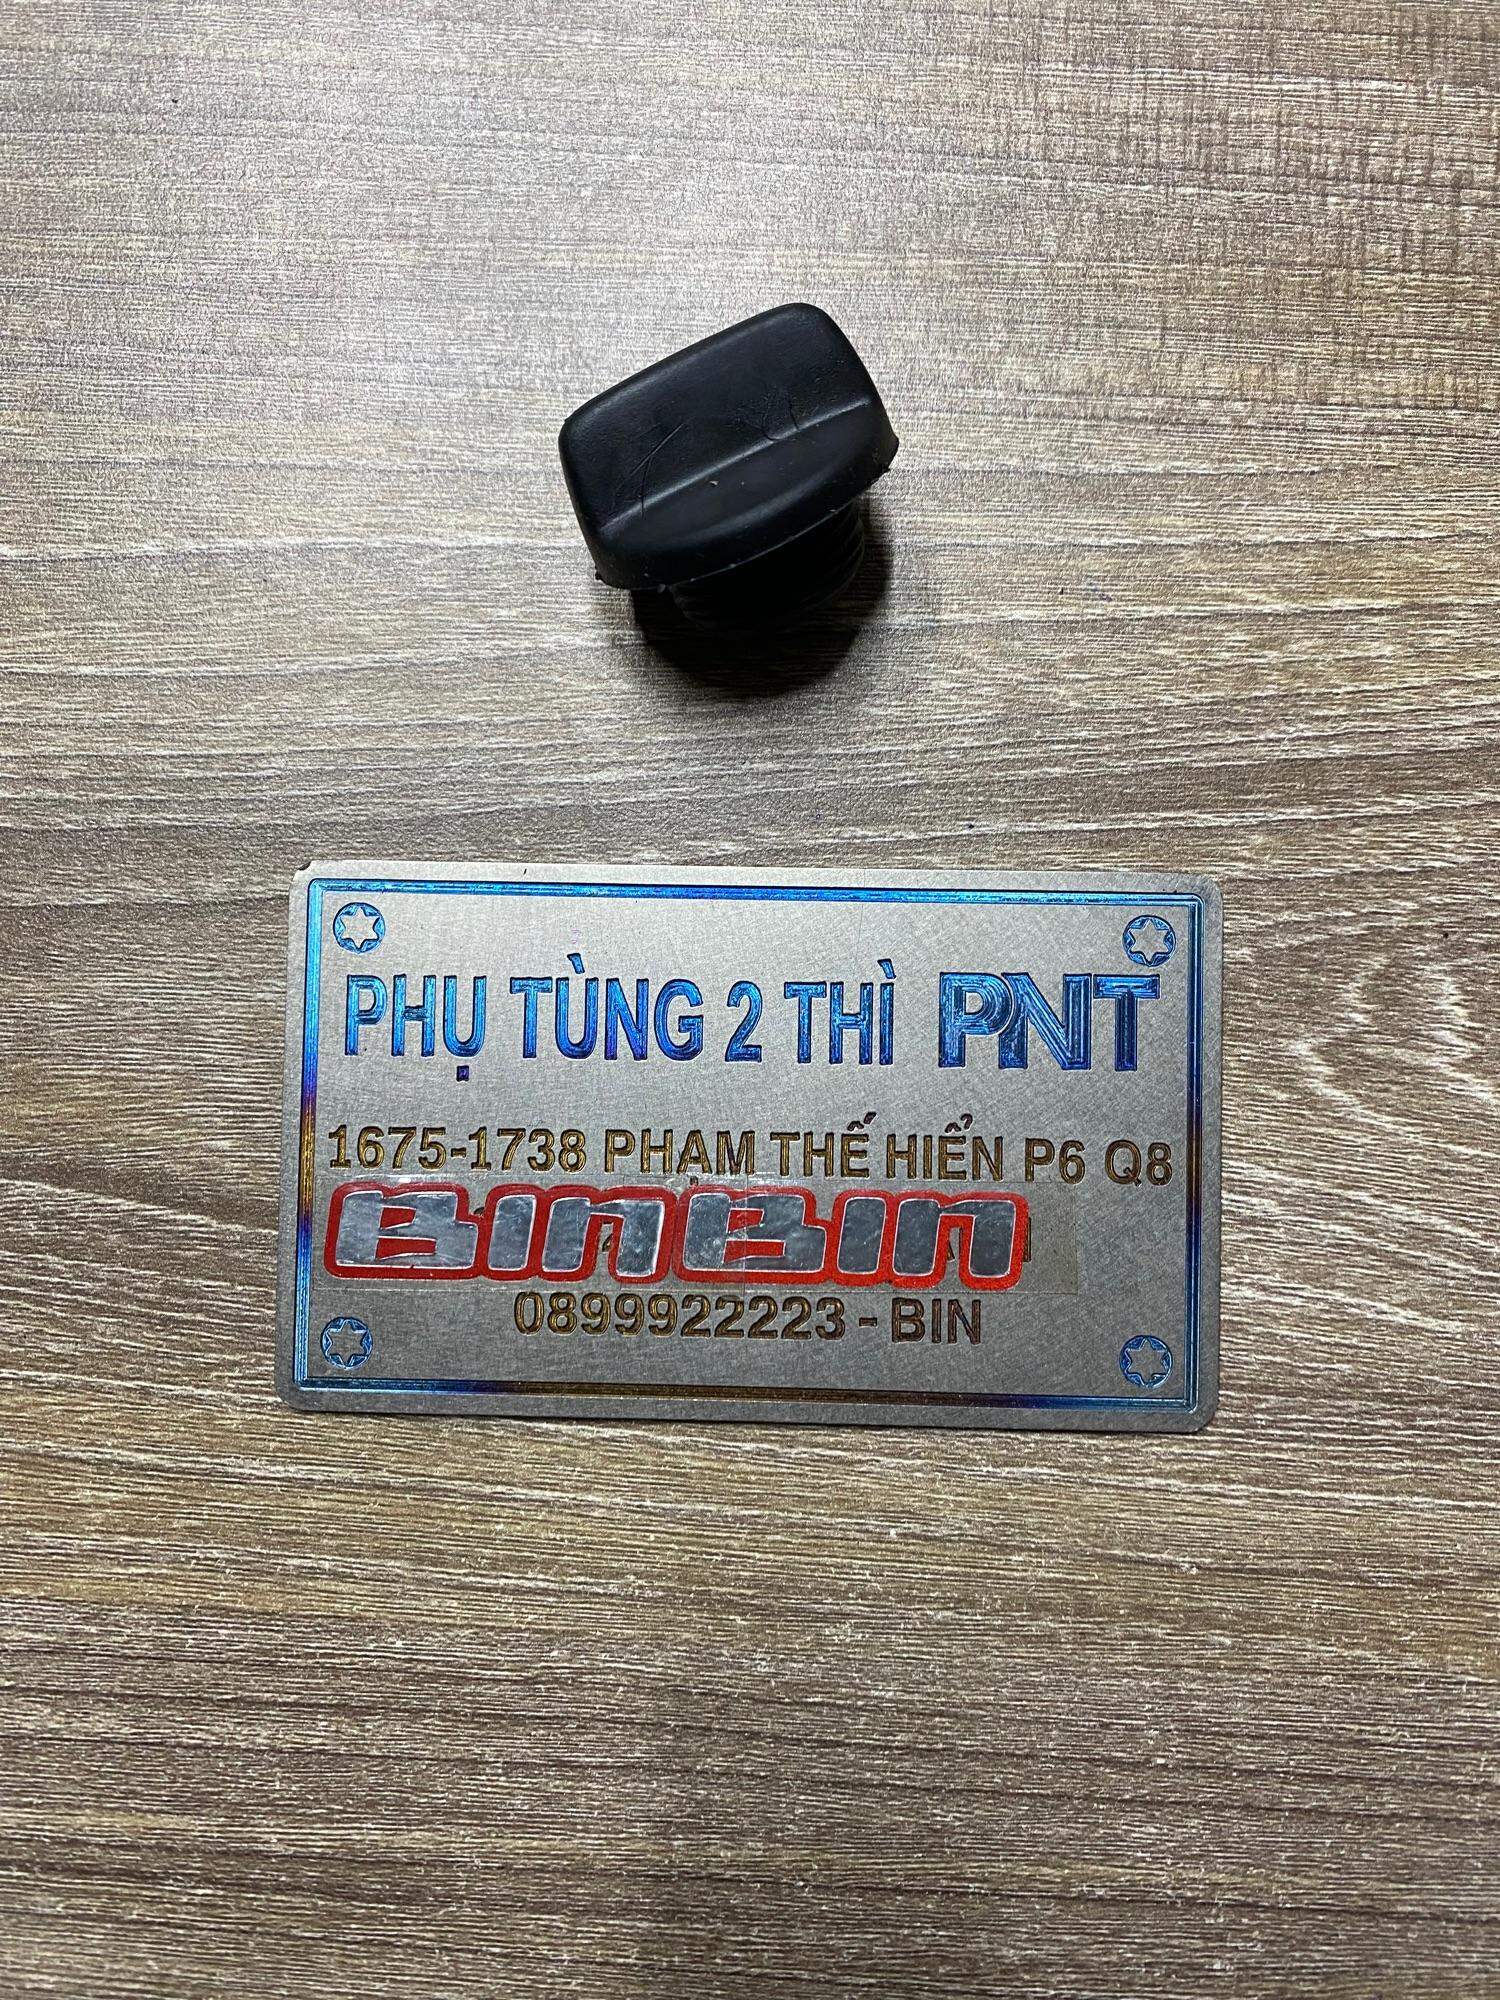 PHỤ TÙNG 2 THÌ PNT
1675-1738 PHẠM THẾ HIỂN P6 Q8
BINBIN
0899922223 - BIN